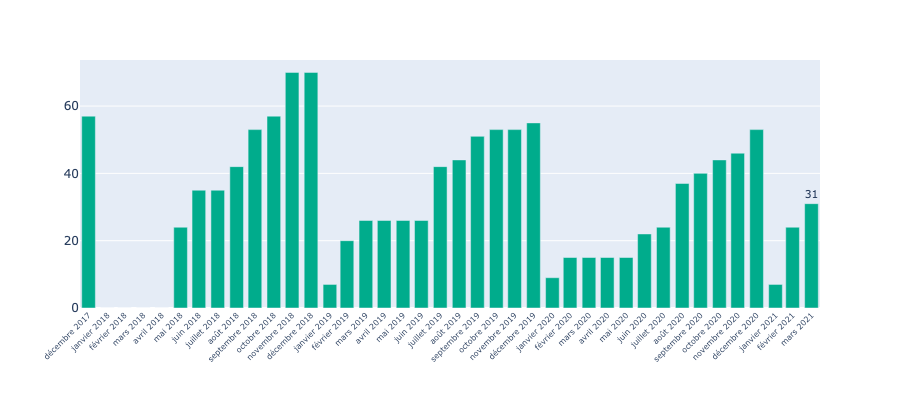 60
40
20
0
31
décembre 2017
janvier 2018
février 2018
mars 2018
avril 2018
mai 2018
juin 2018
juillet 2018
août 2018
septembre 2018
octobre 2018
novembre 2018
décembre 2018
janvier 2019
février 2019
mars 2019
avril 2019
mai 2019
juin 2019
juillet 2019
août 2019
septembre 2019
octobre 2019
novembre 2019
décembre 2019
janvier 2020
février 2020
mars 2020
avril 2020
mai 2020
juin 2020
juillet 2020
août 2020
septembre 2020
octobre 2020
novembre 2020
décembre 2020
janvier 2021
février 2021
mars 2021